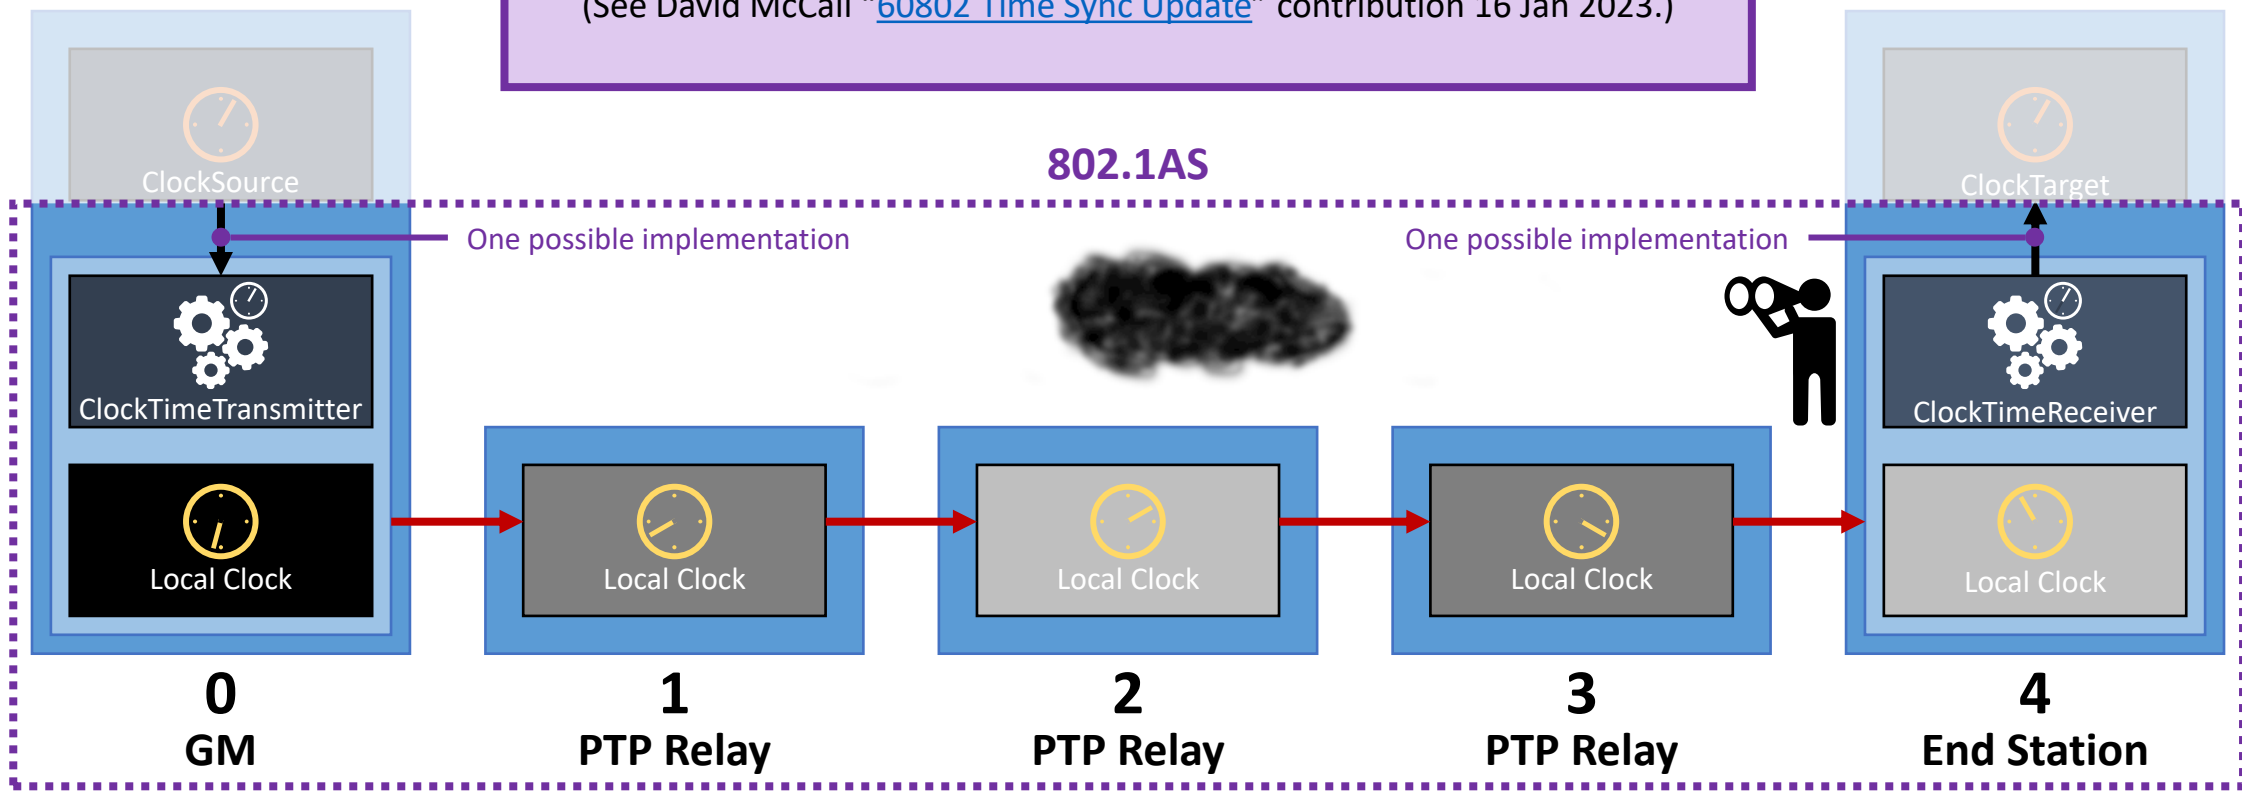 (See David McCall "60802 Time Sync Update" contribution 16 Jan 2023.)
802.1AS
ClockSource
ClockTarget
One possible implementation
One possible implementation
ClockTimeTransmitter
ClockTimeReceiver
Local Clock
Local Clock
Local Clock
Local Clock
Local Clock
0
1
2
3
4
GM
PTP Relay
PTP Relay
PTP Relay
End Station